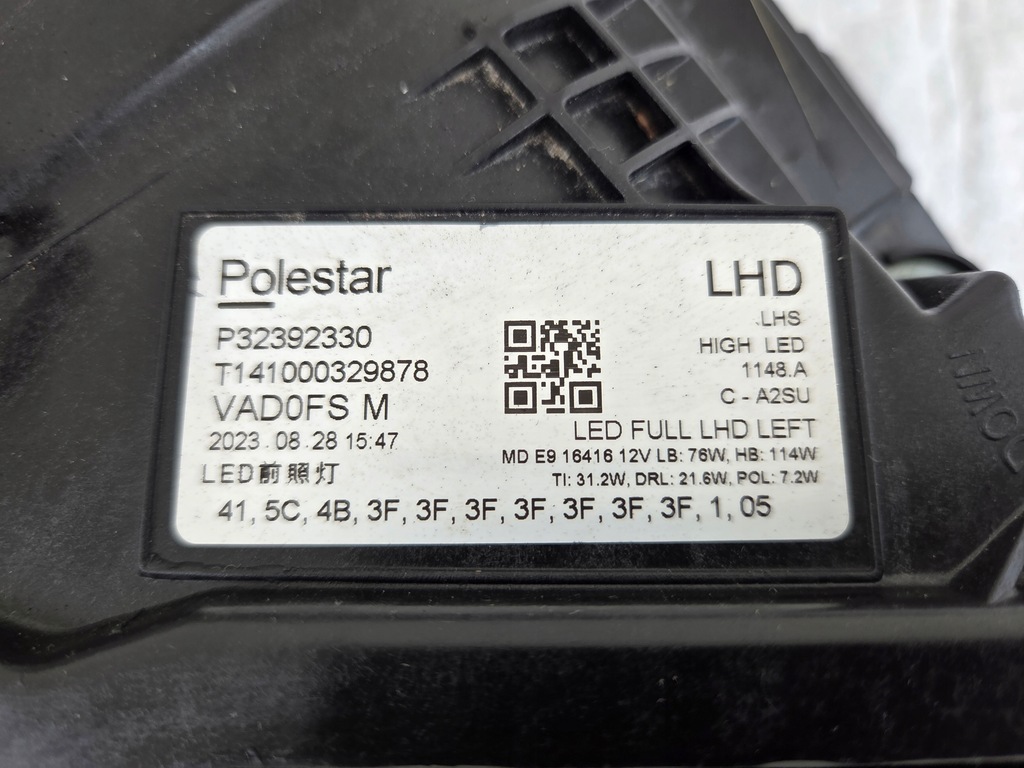 Polestar
LHD
P32392330
T141000329878
VAD0FS M
2023.08.28 15:47
LED前照灯
LHS
HIGH LED
1148.A
C - A2SU
LED FULL LHD LEFT
MD E9 16416 12V LB: 76W, HB: 114W
TI: 31.2W, DRL: 21.6W, POL: 7.2W
41, 5C, 4B, 3F, 3F, 3F, 3F, 3F, 3F, 3F, 1, 05